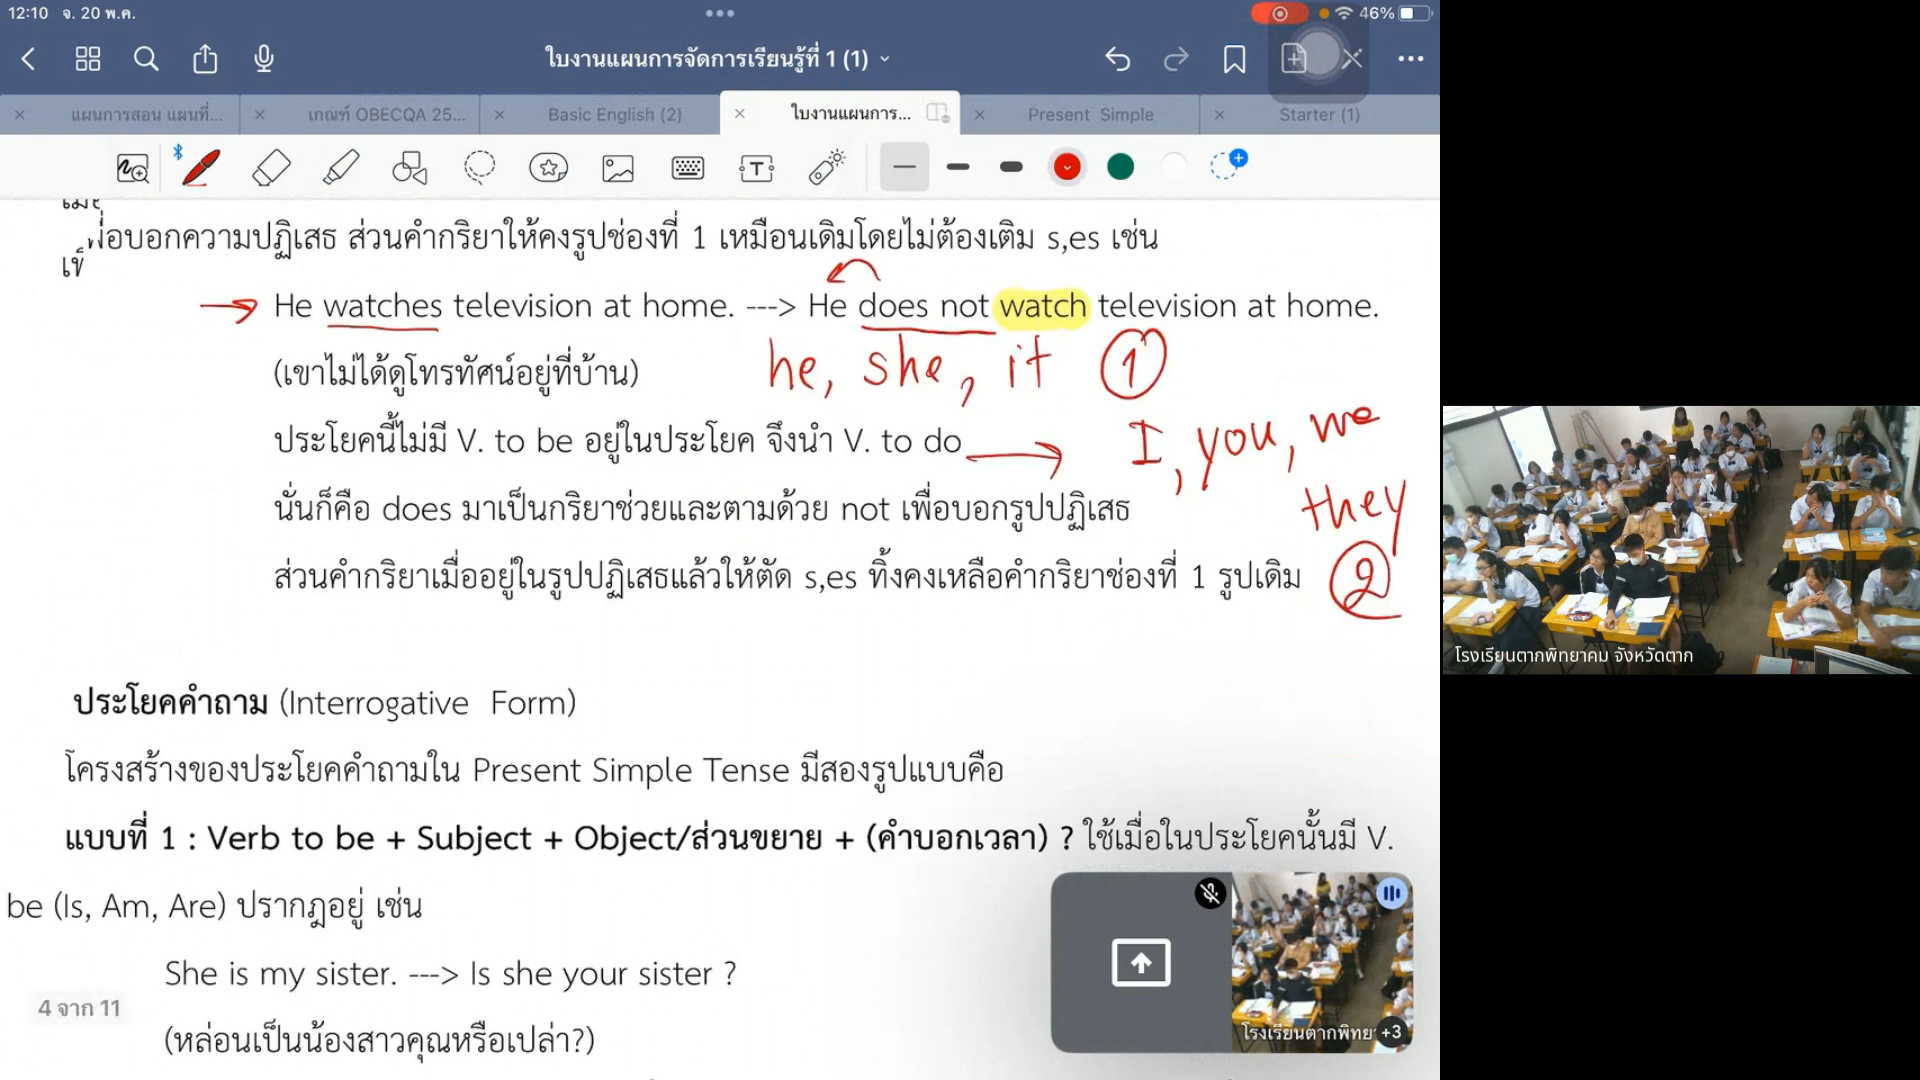 12:10 จ. 20 พ.ค.
46%
ใบงานแผนการจัดการเรียนรู้ที่ 1 (1)
แผนการสอน แผนที่...
เกณฑ์ OBECQA 25...
Basic English (2)
ใบงานแผนการ...
Present Simple
Starter (1)
เพื่อบอกความปฏิเสธ ส่วนคำกริยาให้คงรูปช่องที่ 1 เหมือนเดิมโดยไม่ต้องเติม s,es เช่น
He watches television at home. ---> He does not watch television at home.
(เขาไม่ได้ดูโทรทัศน์อยู่ที่บ้าน)
he, she, it ①
ประโยคนี้ไม่มี V. to be อยู่ในประโยค จึงนำ V. to do
I, you, we
they
นั่นก็คือ does มาเป็นกริยาช่วยและตามด้วย not เพื่อบอกรูปปฏิเสธ
ส่วนคำกริยาเมื่ออยู่ในรูปปฏิเสธแล้วให้ตัด s,es ทิ้งคงเหลือคำกริยาช่องที่ 1 รูปเดิม
②
ประโยคคำถาม (Interrogative Form)
โครงสร้างของประโยคคำถามใน Present Simple Tense มีสองรูปแบบคือ
แบบที่ 1 : Verb to be + Subject + Object/ส่วนขยาย + (คำบอกเวลา) ? ใช้เมื่อในประโยคนั้นมี V.
be (Is, Am, Are) ปรากฎอยู่ เช่น
She is my sister. ---> Is she your sister ?
(หล่อนเป็นน้องสาวคุณหรือเปล่า?)
4 จาก 11
โรงเรียนตากพิทย +3
โรงเรียนตากพิทยาคม จังหวัดตาก